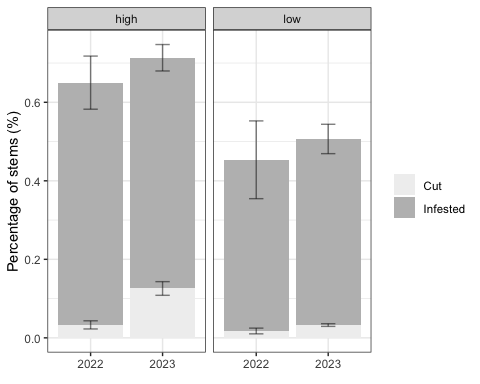 high low
Percentage of stems (%)
0.6
0.4
0.2
0.0
2022 2023 2022 2023
Cut
Infested